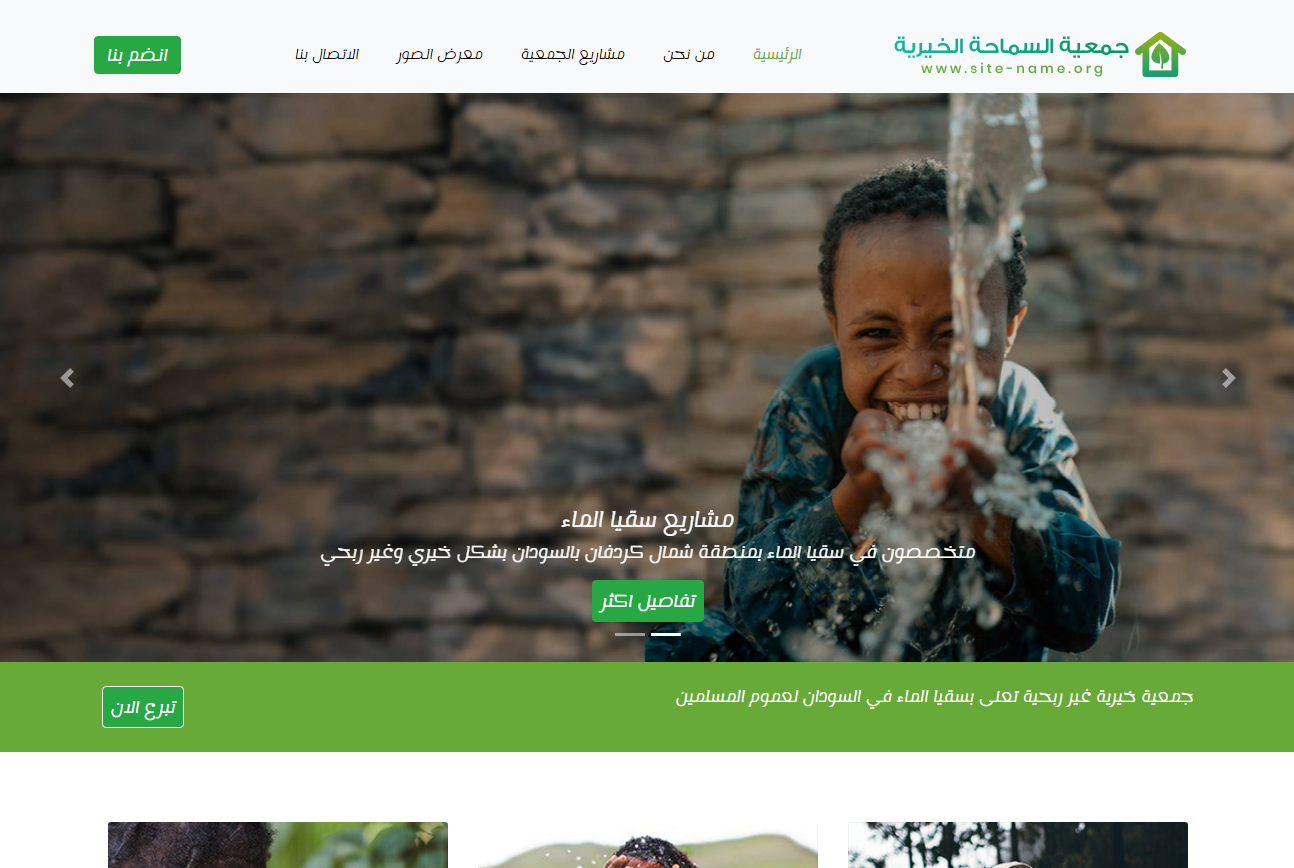 جمعية السماحة الخيرية
www.site-name.org
الرئيسية
من نحن
مشاريع الجمعية
معرض الصور
الاتصال بنا
انضم بنا
مشاريع سقيا الماء
متخصصون في سقيا الماء بمنطقة شمال كردفان بالسودان بشكل خيري وغير ربحي
تفاصيل اكثر
جمعية خيرية غير ربحية تعنى بسقيا الماء في السودان لعموم المسلمين
تبرع الان